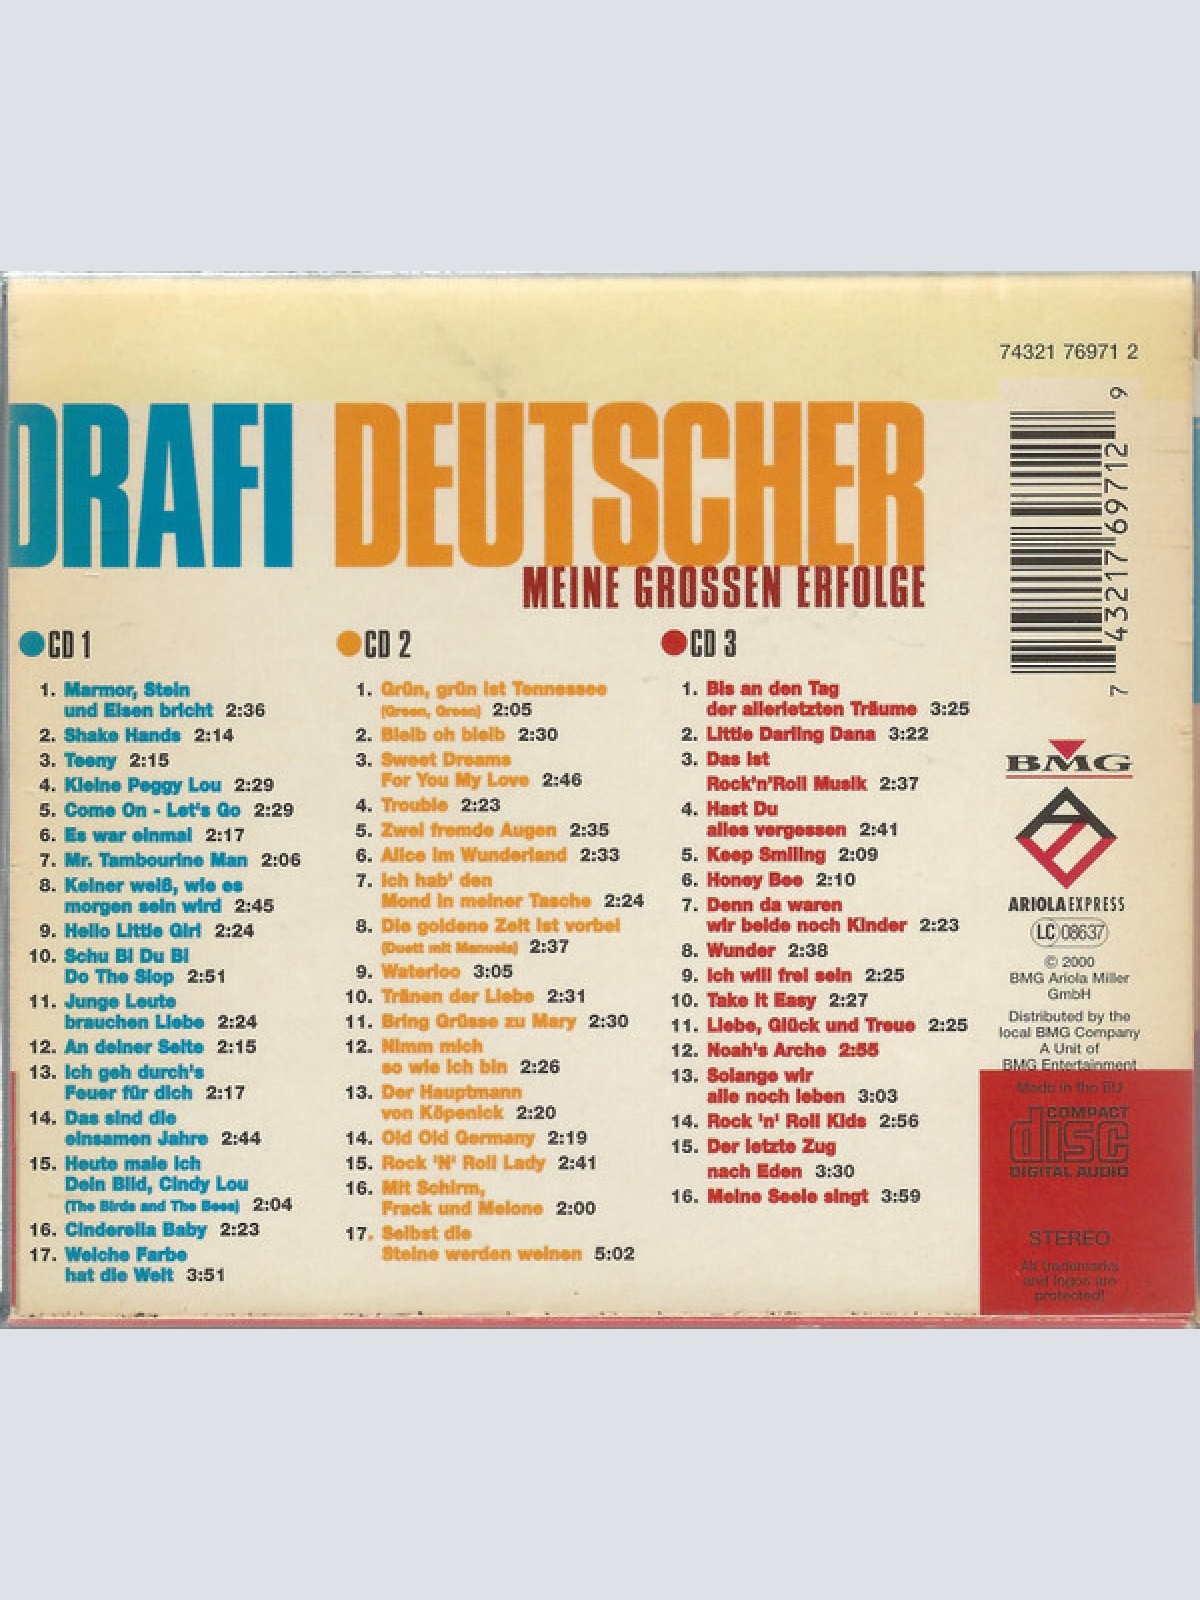 74321 76971 2
DRAFI DEUTSCHER
MEINE GROSSEN ERFOLGE
CD 1
1. Marmor, Stein
und Eisen bricht 2:36
2. Shake Hands 2:14
3. Teeny 2:15
4. Kleine Peggy Lou 2:29
5. Come On - Let's Go 2:29
6. Es war einmal 2:17
7. Mr. Tambourine Man 2:06
8. Keiner weiß, wie es
morgen sein wird 2:45
9. Hello Little Girl 2:24
10. Schu Bi Du Bi
Do The Slop 2:51
11. Junge Leute
brauchen Liebe 2:24
12. An deiner Seite 2:15
13. Ich geh durch's
Feuer für dich 2:17
14. Das sind die
einsamen Jahre 2:44
15. Heute male ich
Dein Bild, Cindy Lou
(The Birds and The Bees) 2:04
16. Cinderella Baby 2:23
17. Welche Farbe
hat die Welt 3:51
CD 2
1. Grün, grün ist Tennessee
(Green, Green) 2:05
2. Bleib oh bleib 2:30
3. Sweet Dreams
For You My Love 2:46
4. Trouble 2:23
5. Zwei fremde Augen 2:35
6. Alice im Wunderland 2:33
7. Ich hab' den
Mond in meiner Tasche 2:24
8. Die goldene Zeit ist vorbei
(Duett mit Manuela) 2:37
9. Waterloo 3:05
10. Tränen der Liebe 2:31
11. Bring Grüsse zu Mary 2:30
12. Nimm mich
so wie ich bin 2:26
13. Der Hauptmann
von Köpenick 2:20
14. Old Old Germany 2:19
15. Rock 'N' Roll Lady 2:41
16. Mit Schirm,
Frack und Melone 2:00
17. Selbst die
Steine werden weinen 5:02
CD 3
1. Bis an den Tag
der allerletzten Träume 3:25
2. Little Darling Dana 3:22
3. Das ist
Rock'n'Roll Musik 2:37
4. Hast Du
alles vergessen 2:41
5. Keep Smiling 2:09
6. Honey Bee 2:10
7. Denn da waren
wir beide noch Kinder 2:23
8. Wunder 2:38
9. Ich will frei sein 2:25
10. Take It Easy 2:27
11. Liebe, Glück und Treue 2:25
12. Noah's Arche 2:55
13. Solange wir
alle noch leben 3:03
14. Rock 'n' Roll Kids 2:56
15. Der letzte Zug
nach Eden 3:30
16. Meine Seele singt 3:59
7 43217 69712 9
BMG
ARIOLA EXPRESS
LC 08637
© 2000
BMG Ariola Miller
GmbH
Distributed by the
local BMG Company
A Unit of
BMG Entertainment
Made in the EU
COMPACT
disc
DIGITAL AUDIO
STEREO
All trademarks
and logos are
protected!